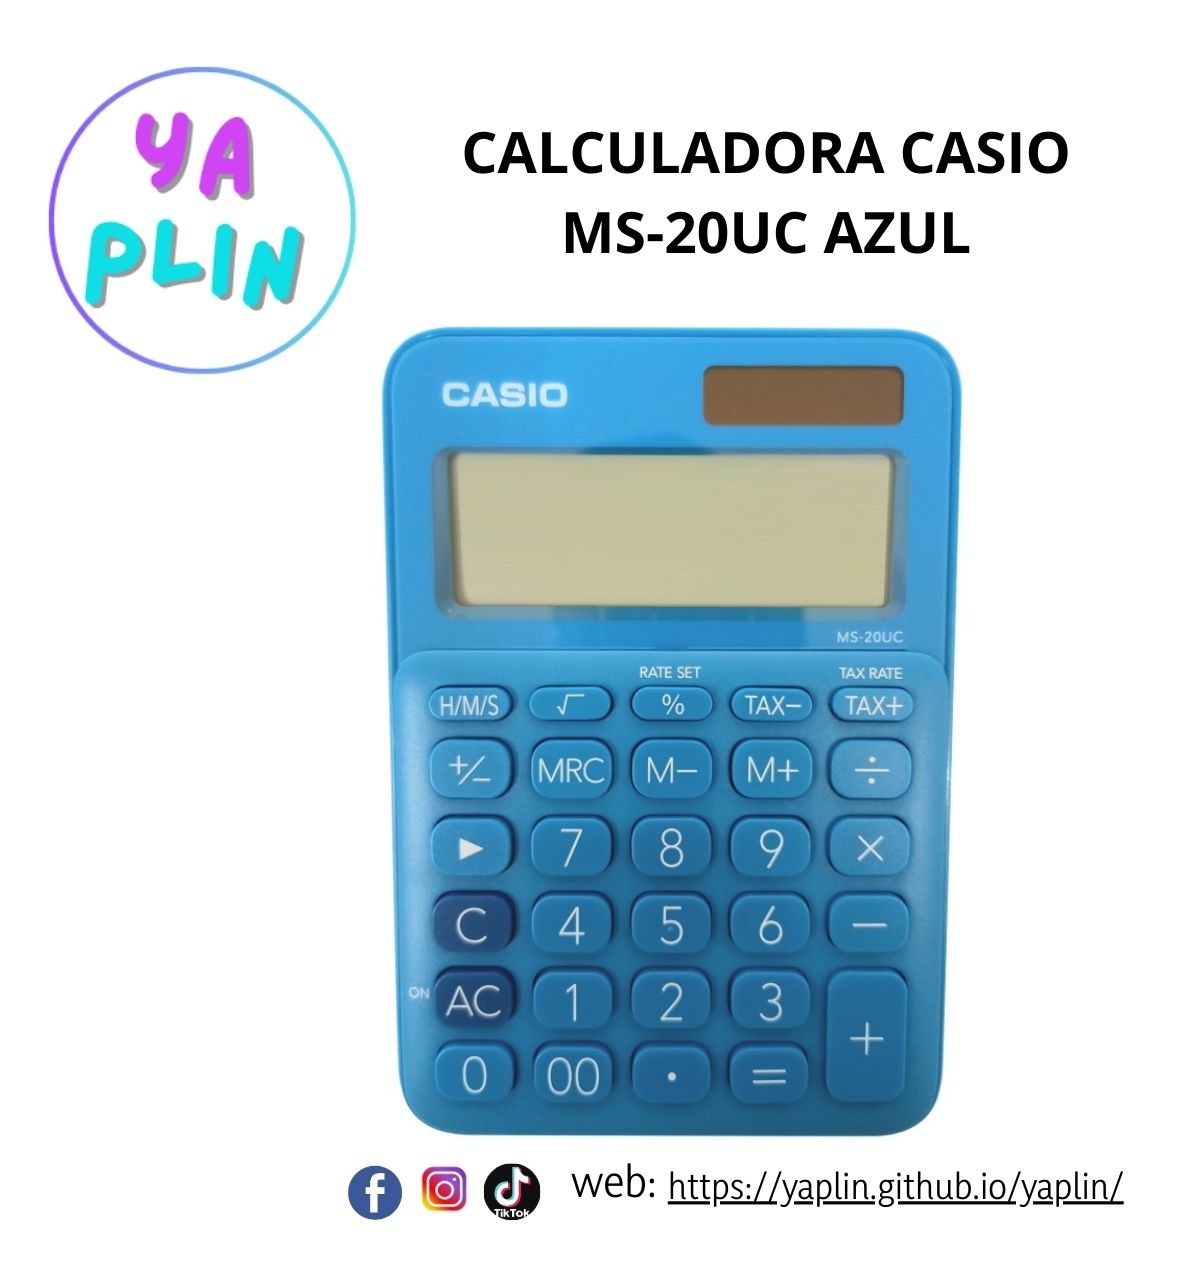 YA
PLIN
CALCULADORA CASIO
MS-20UC AZUL
CASIO
MS-20UC
RATE SET TAX RATE
H/M/S √ % TAX− TAX+
+/− MRC M− M+ ÷
▶ 7 8 9 ×
C 4 5 6 −
ON AC 1 2 3 +
0 00 · =
f TikTok web: https://yaplin.github.io/yaplin/